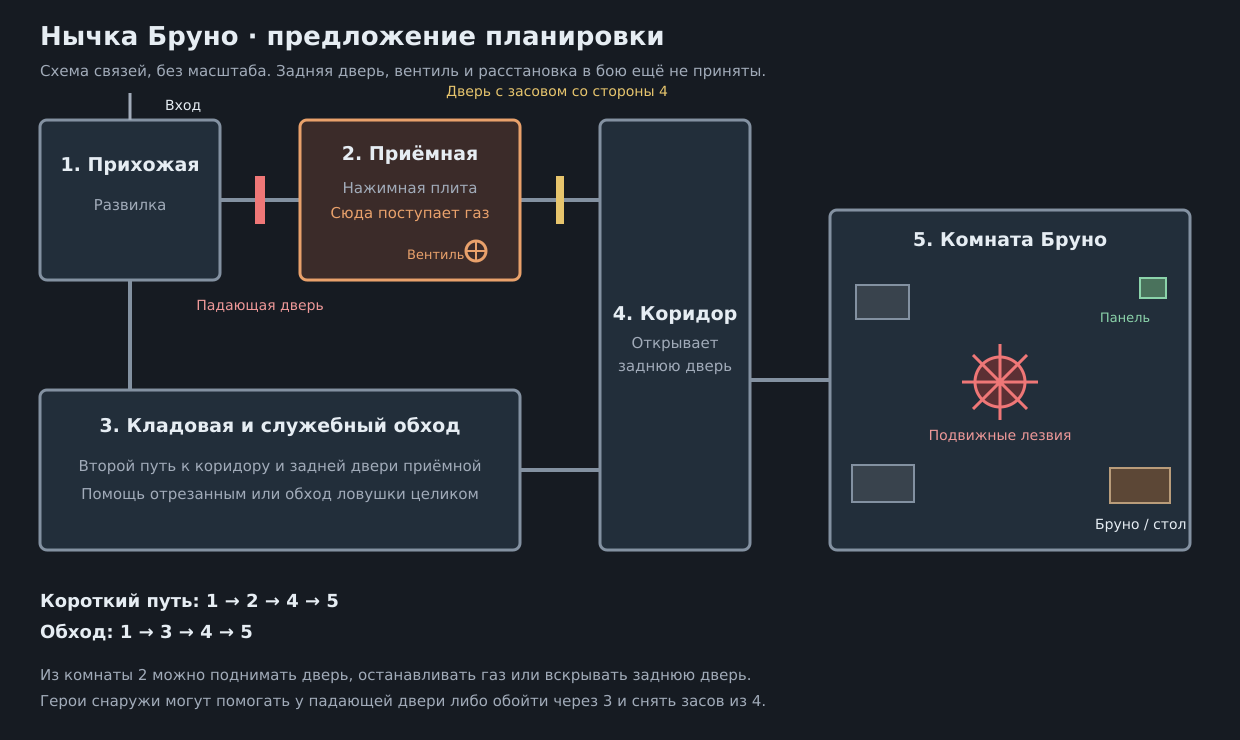 Нычка Бруно · предложение планировки
Схема связей, без масштаба. Задняя дверь, вентиль и расстановка в бою ещё не приняты.
Дверь с засовом со стороны 4
Вход
1. Прихожая
Развилка
2. Приёмная
Нажимная плита
Сюда поступает газ
Вентиль
Падающая дверь
3. Кладовая и служебный обход
Второй путь к коридору и задней двери приёмной
Помощь отрезанным или обход ловушки целиком
4. Коридор
Открывает
заднюю дверь
5. Комната Бруно
Панель
Подвижные лезвия
Бруно / стол
Короткий путь: 1 → 2 → 4 → 5
Обход: 1 → 3 → 4 → 5
Из комнаты 2 можно поднимать дверь, останавливать газ или вскрывать заднюю дверь.
Герои снаружи могут помогать у падающей двери либо обойти через 3 и снять засов из 4.